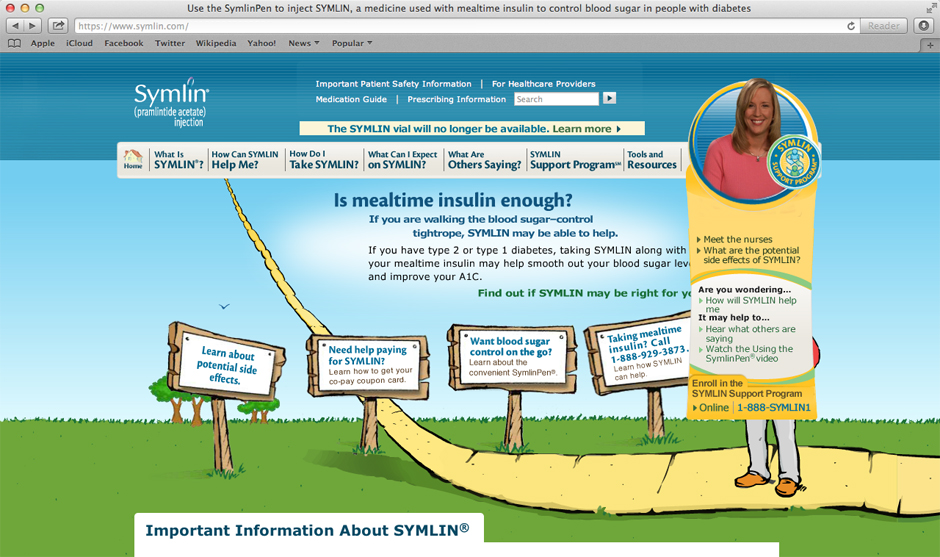 Use the SymlinPen to inject SYMLIN, a medicine used with mealtime insulin to control blood sugar in people with diabetes
https://www.symlin.com/
Reader
Apple iCloud Facebook Twitter Wikipedia Yahoo! News Popular
Symlin®
(pramlintide acetate)
injection
Important Patient Safety Information | For Healthcare Providers
Medication Guide | Prescribing Information Search
The SYMLIN vial will no longer be available. Learn more
Home
What Is
SYMLIN®?
How Can SYMLIN
Help Me?
How Do I
Take SYMLIN?
What Can I Expect
on SYMLIN?
What Are
Others Saying?
SYMLIN
Support Program℠
Tools and
Resources
SYMLIN
SUPPORT PROGRAM
Is mealtime insulin enough?
If you are walking the blood sugar–control
tightrope, SYMLIN may be able to help.
If you have type 2 or type 1 diabetes, taking SYMLIN along with
your mealtime insulin may help smooth out your blood sugar leve
and improve your A1C.
Find out if SYMLIN may be right for yo
Learn about
potential side
effects.
Need help paying
for SYMLIN?
Learn how to get your
co-pay coupon card.
Want blood sugar
control on the go?
Learn about the
convenient SymlinPen®.
Taking mealtime
insulin? Call
1-888-929-3873.
Learn how SYMLIN
can help.
Meet the nurses
What are the potential
side effects of SYMLIN?
Are you wondering...
How will SYMLIN help
me
It may help to...
Hear what others are
saying
Watch the Using the
SymlinPen® video
Enroll in the
SYMLIN Support Program
Online | 1-888-SYMLIN1
Important Information About SYMLIN®